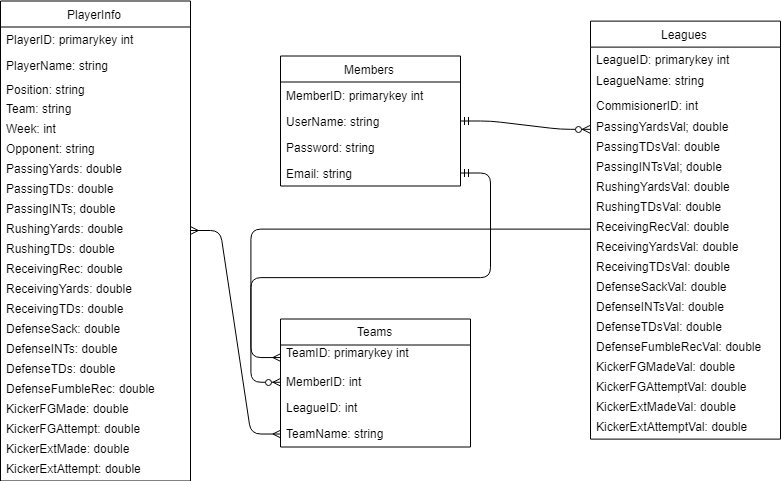 PlayerInfo
PlayerID: primarykey int
PlayerName: string
Position: string
Team: string
Week: int
Opponent: string
PassingYards: double
PassingTDs: double
PassingINTs; double
RushingYards: double
RushingTDs: double
ReceivingRec: double
ReceivingYards: double
ReceivingTDs: double
DefenseSack: double
DefenseINTs: double
DefenseTDs: double
DefenseFumbleRec: double
KickerFGMade: double
KickerFGAttempt: double
KickerExtMade: double
KickerExtAttempt: double
Members
MemberID: primarykey int
UserName: string
Password: string
Email: string
Teams
TeamID: primarykey int
MemberID: int
LeagueID: int
TeamName: string
Leagues
LeagueID: primarykey int
LeagueName: string
CommisionerID: int
PassingYardsVal; double
PassingTDsVal: double
PassingINTsVal; double
RushingYardsVal: double
RushingTDsVal: double
ReceivingRecVal: double
ReceivingYardsVal: double
ReceivingTDsVal: double
DefenseSackVal: double
DefenseINTsVal: double
DefenseTDsVal: double
DefenseFumbleRecVal: double
KickerFGMadeVal: double
KickerFGAttemptVal: double
KickerExtMadeVal: double
KickerExtAttemptVal: double